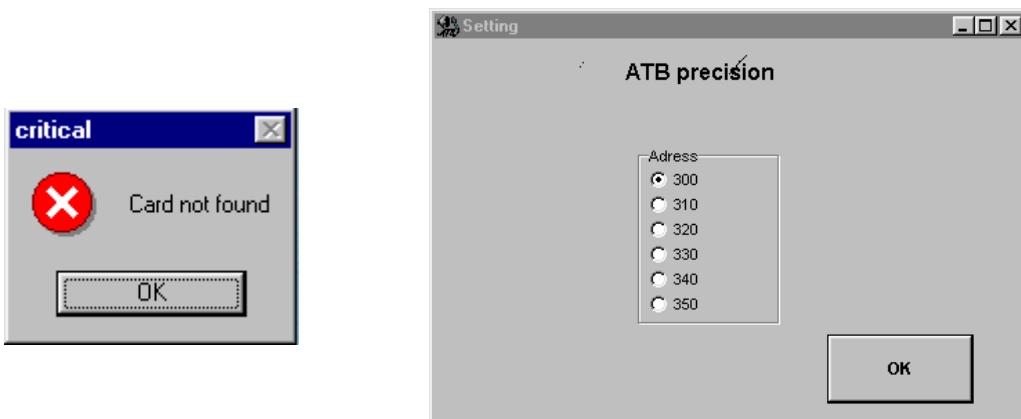 critical
Card not found
OK
Setting
ATB precision
Adress
300
310
320
330
340
350
OK